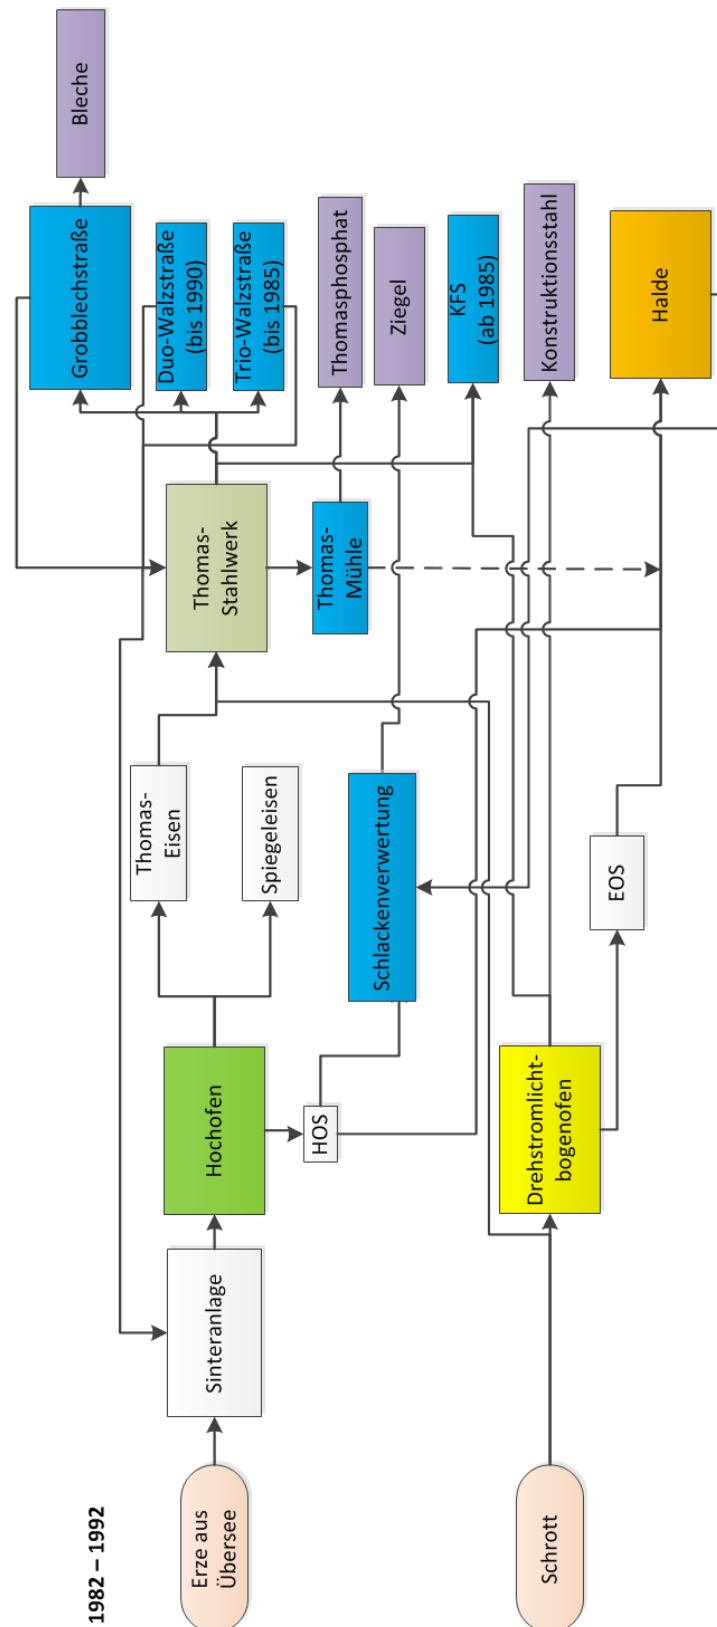 1982 – 1992
Erze aus
Übersee
Sinteranlage
Hochofen
HOS
Thomas-
Eisen
Spiegeleisen
Schlackenverwertung
Thomas-
Stahlwerk
Thomas-
Mühle
Grobblechstraße
Duo-Walzstraße
(bis 1990)
Trio-Walzstraße
(bis 1985)
Bleche
Thomasphosphat
Ziegel
KFS
(ab 1985)
Konstruktionsstahl
Halde
Schrott
Drehstromlicht-
bogenofen
EOS